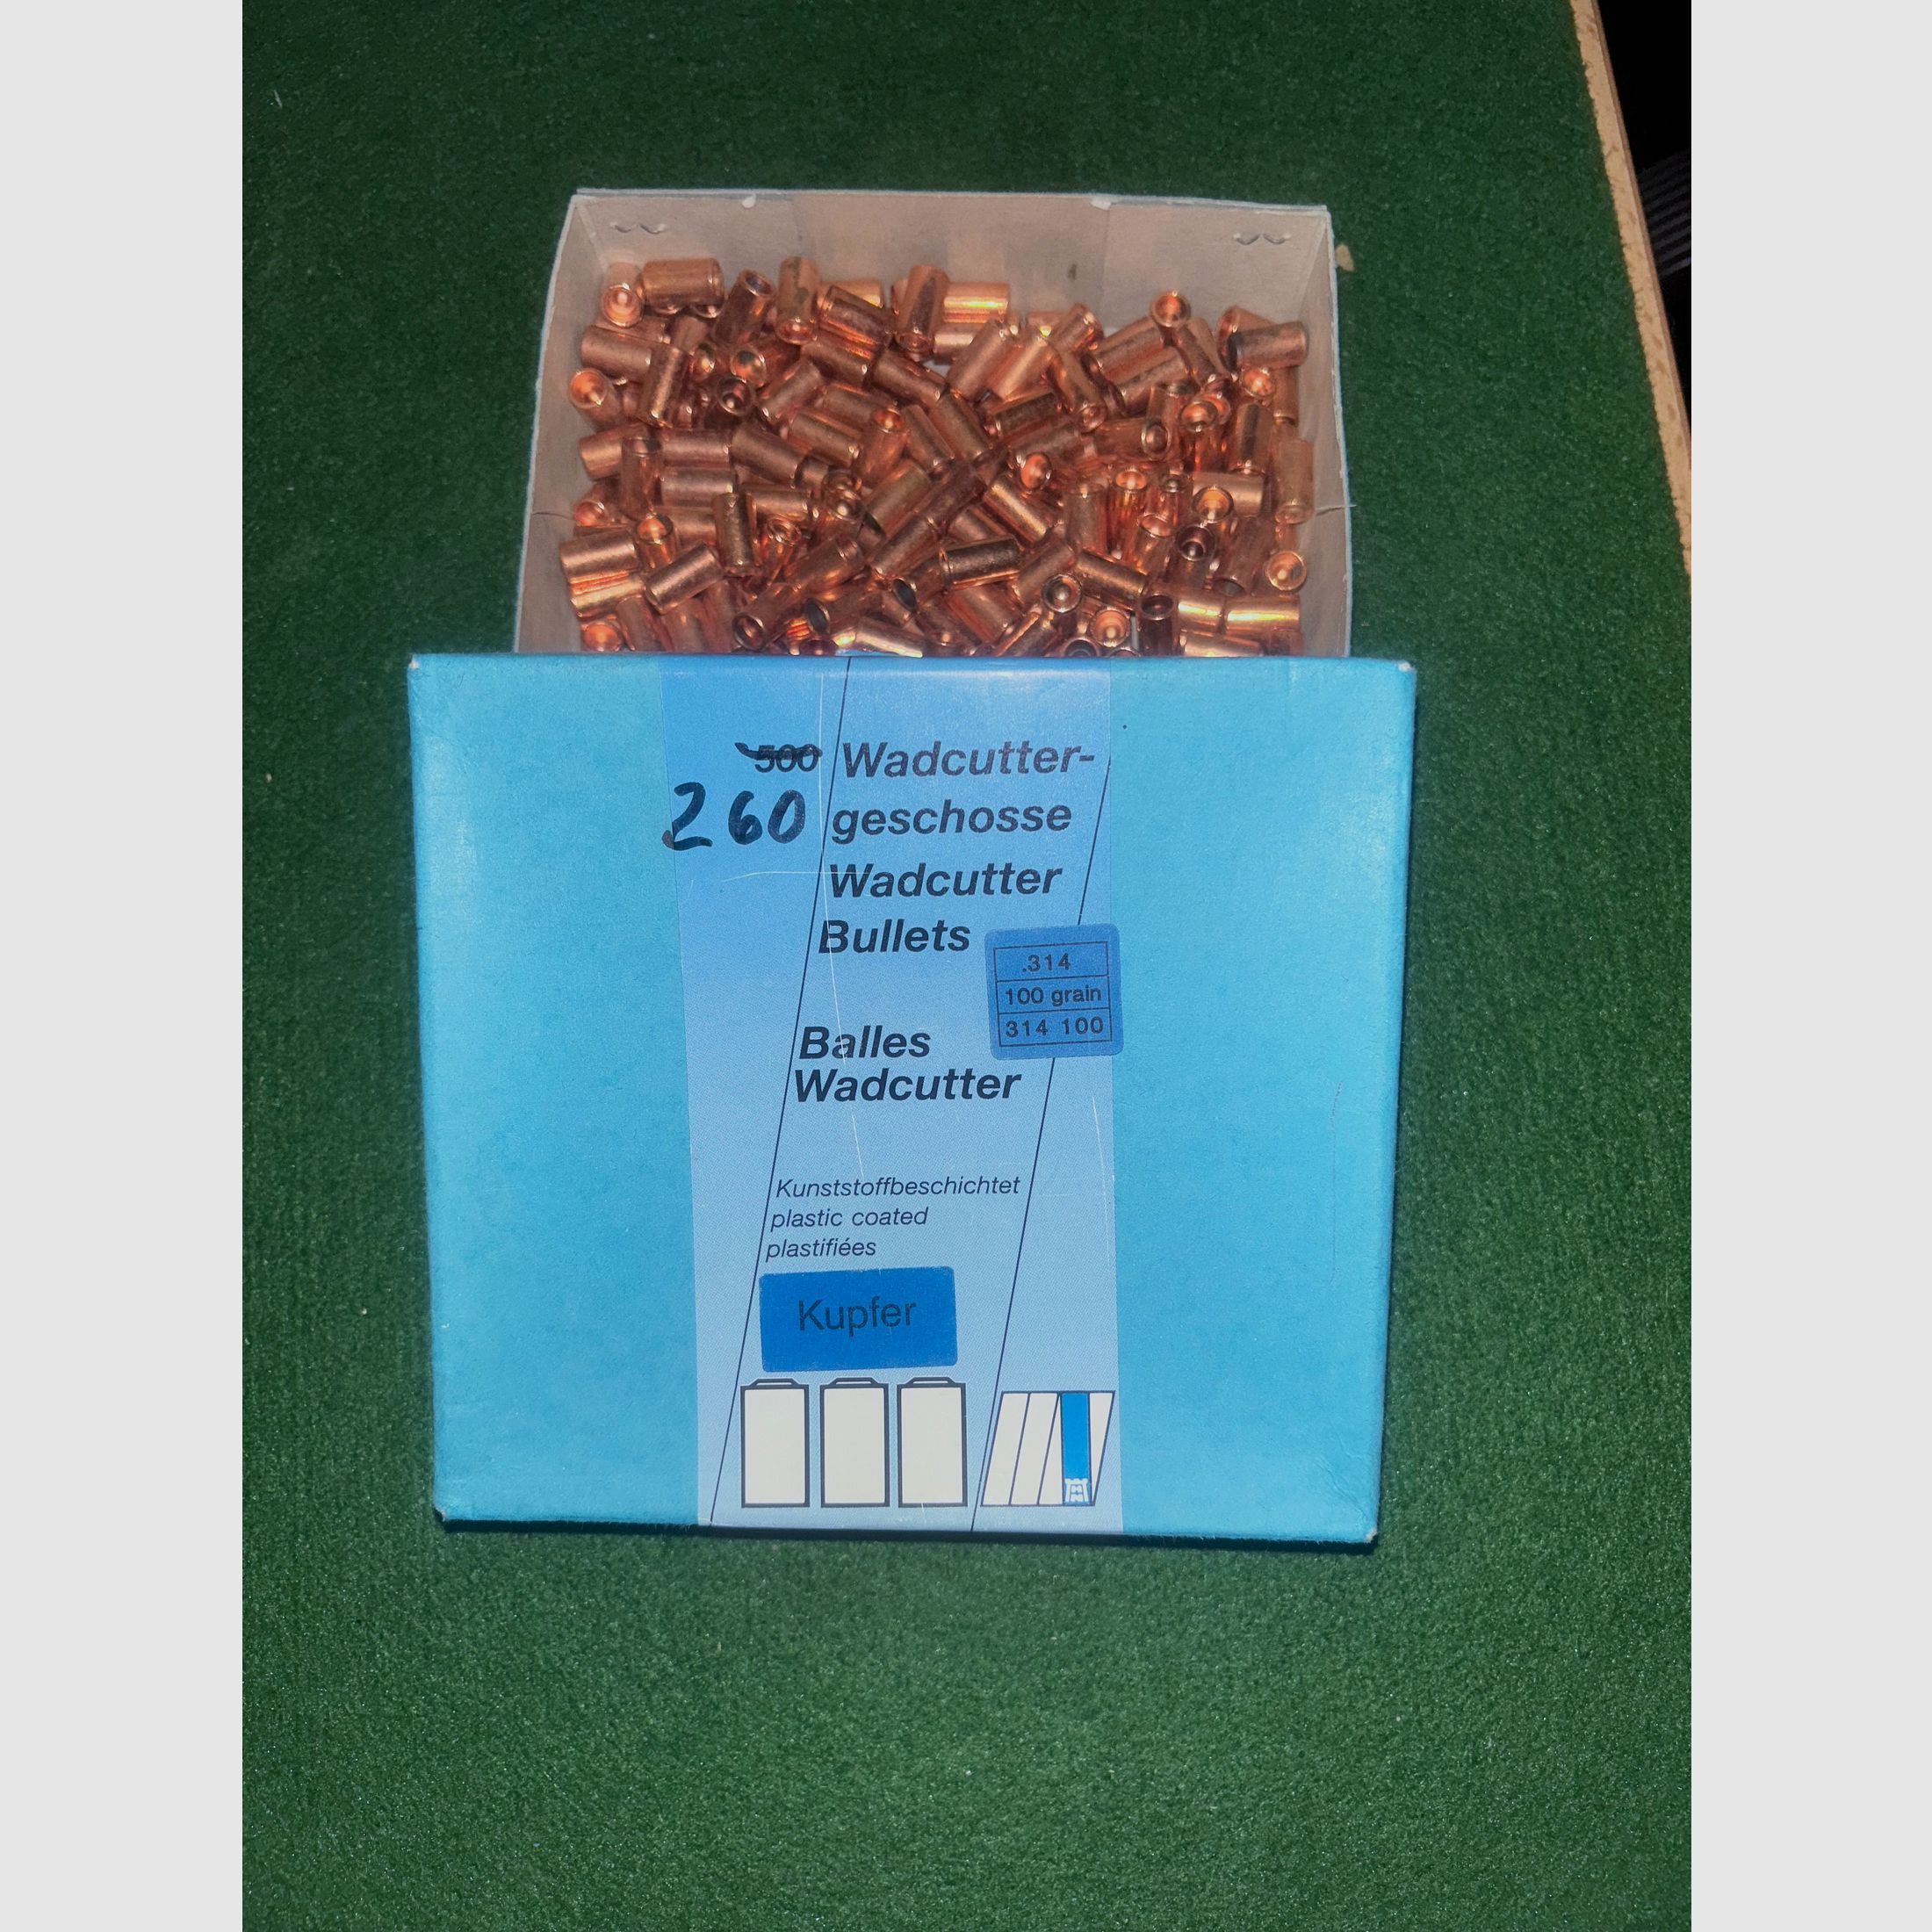 500 Wadcutter-
260 geschosse
Wadcutter
Bullets
.314
100 grain
314 100
Balles
Wadcutter
Kunststoffbeschichtet
plastic coated
plastifiées
Kupfer